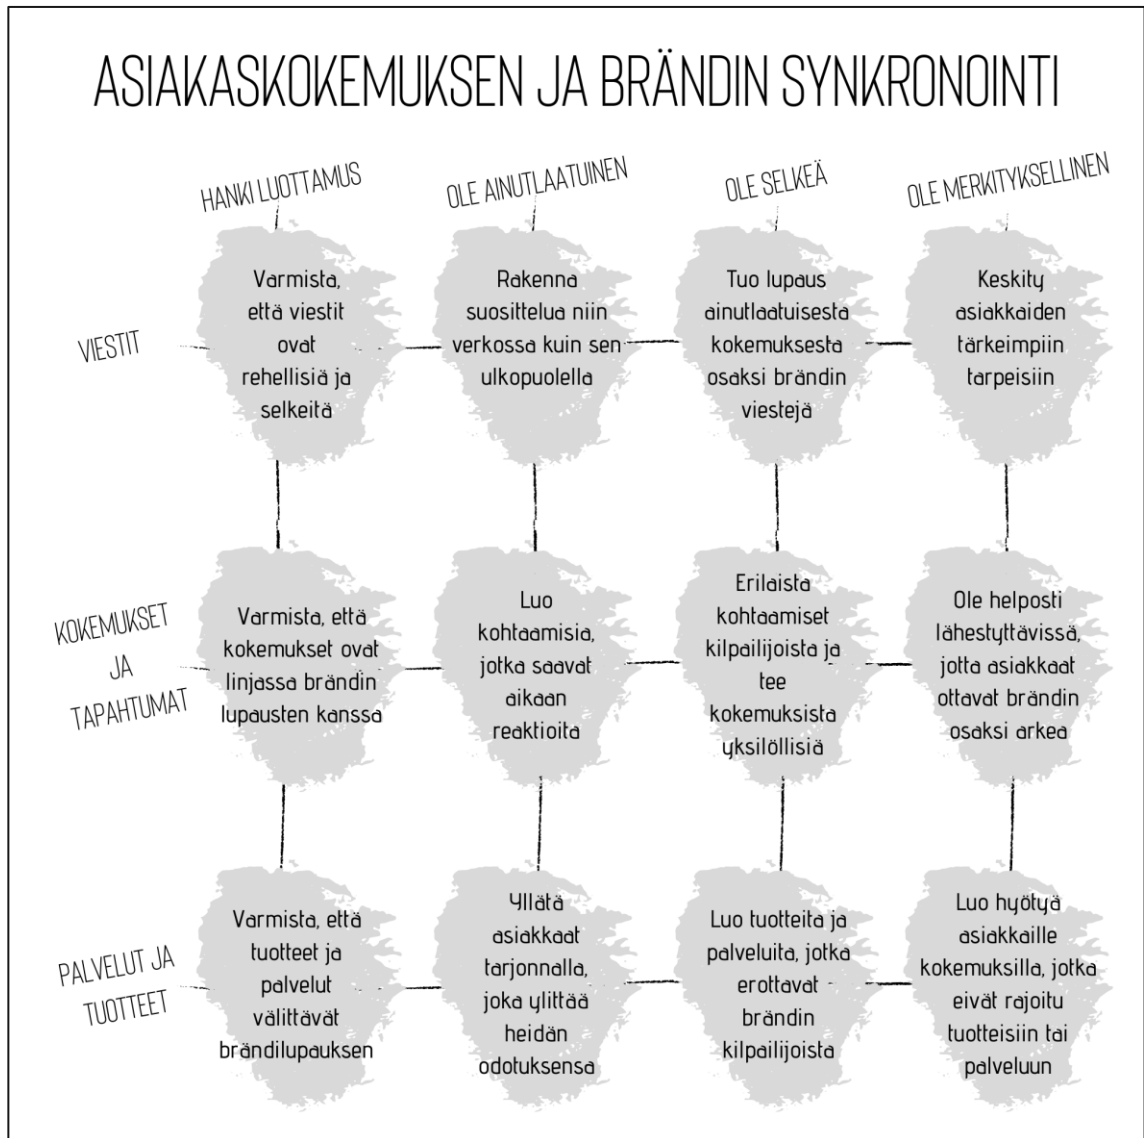 ASIAKASKOKEMUKSEN JA BRÄNDIN SYNKRONOINTI
HANKI LUOTTAMUS
OLE AINUTLAATUINEN
OLE SELKEÄ
OLE MERKITYKSELLINEN
VIESTIT
Varmista,
että viestit
ovat
rehellisiä ja
selkeitä
Rakenna
suosittelua niin
verkossa kuin sen
ulkopuolella
Tuo lupaus
ainutlaatuisesta
kokemuksesta
osaksi brändin
viestejä
Keskity
asiakkaiden
tärkeimpiin
tarpeisiin
KOKEMUKSET
JA
TAPAHTUMAT
Varmista, että
kokemukset ovat
linjassa brändin
lupausten kanssa
Luo
kohtaamisia,
jotka saavat
aikaan
reaktioita
Erilaista
kohtaamiset
kilpailijoista ja
tee
kokemuksista
yksilöllisiä
Ole helposti
lähestyttävissä,
jotta asiakkaat
ottavat brändin
osaksi arkea
PALVELUT JA
TUOTTEET
Varmista, että
tuotteet ja
palvelut
välittävät
brändilupauksen
Yllätä
asiakkaat
tarjonnalla,
joka ylittää
heidän
odotuksensa
Luo tuotteita ja
palveluita, jotka
erottavat
brändin
kilpailijoista
Luo hyötyä
asiakkaille
kokemuksilla, jotka
eivät rajoitu
tuotteisiin tai
palveluun